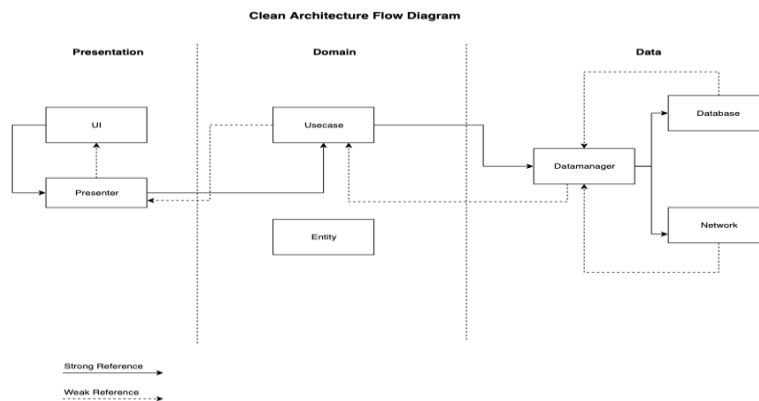 Clean Architecture Flow Diagram
Presentation
Domain
Data
UI
Usecase
Database
Datamanager
Presenter
Network
Entity
Strong Reference
Weak Reference